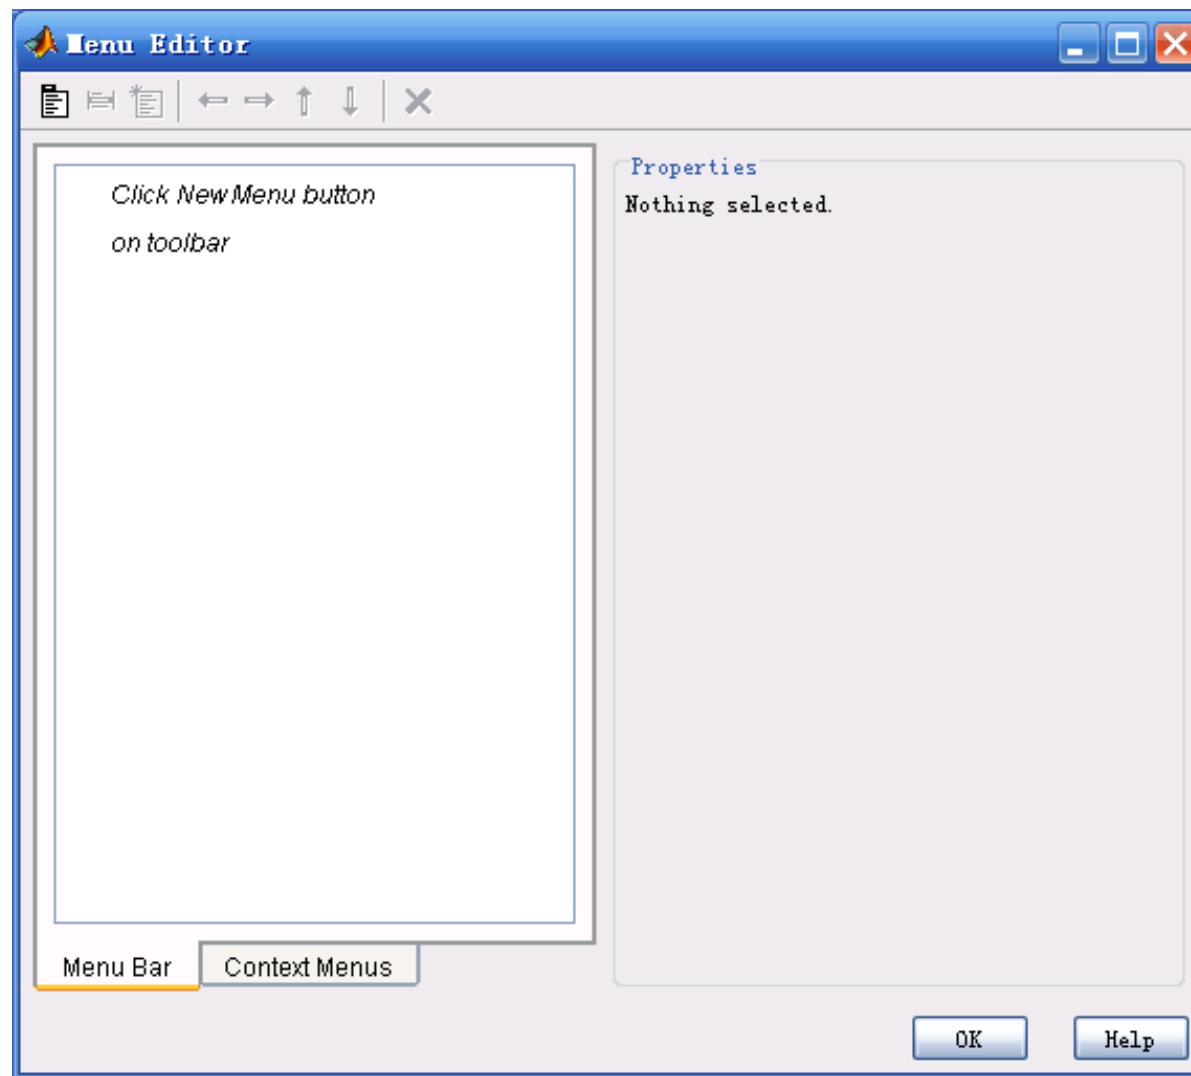 Menu Editor
Click New Menu button
on toolbar
Properties
Nothing selected.
Menu Bar
Context Menus
OK
Help